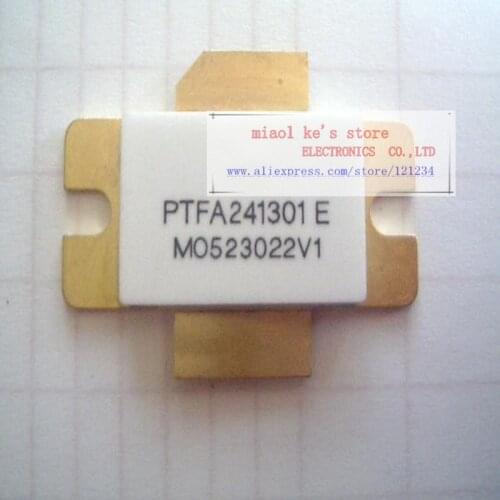 miaol ke's store
ELECTRONICS CO.,LTD
www.aliexpress.com/store/121234
PTFA241301 E
M0523022V1